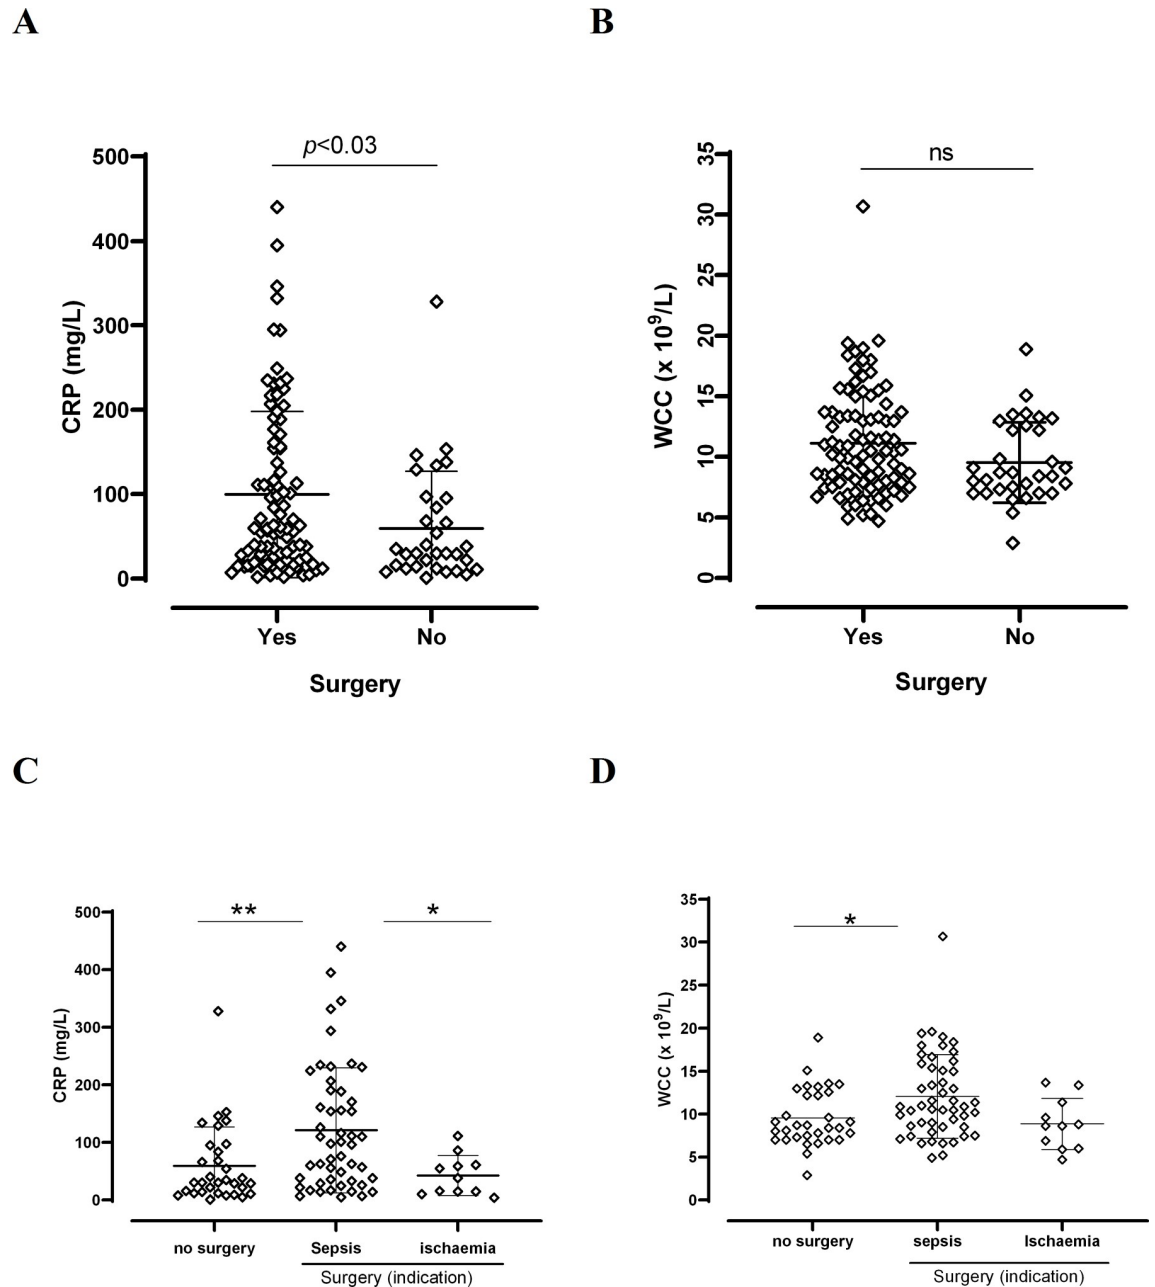 A
B
p<0.03
500
400
300
200
100
0
CRP (mg/L)
Yes No
Surgery
ns
35
30
25
20
15
10
5
0
WCC (x 10⁹/L)
Yes No
Surgery
C
D
** *
500
400
300
200
100
0
CRP (mg/L)
no surgery Sepsis ischaemia
Surgery (indication)
*
35
30
25
20
15
10
5
0
WCC (x 10⁹/L)
no surgery sepsis Ischaemia
Surgery (indication)